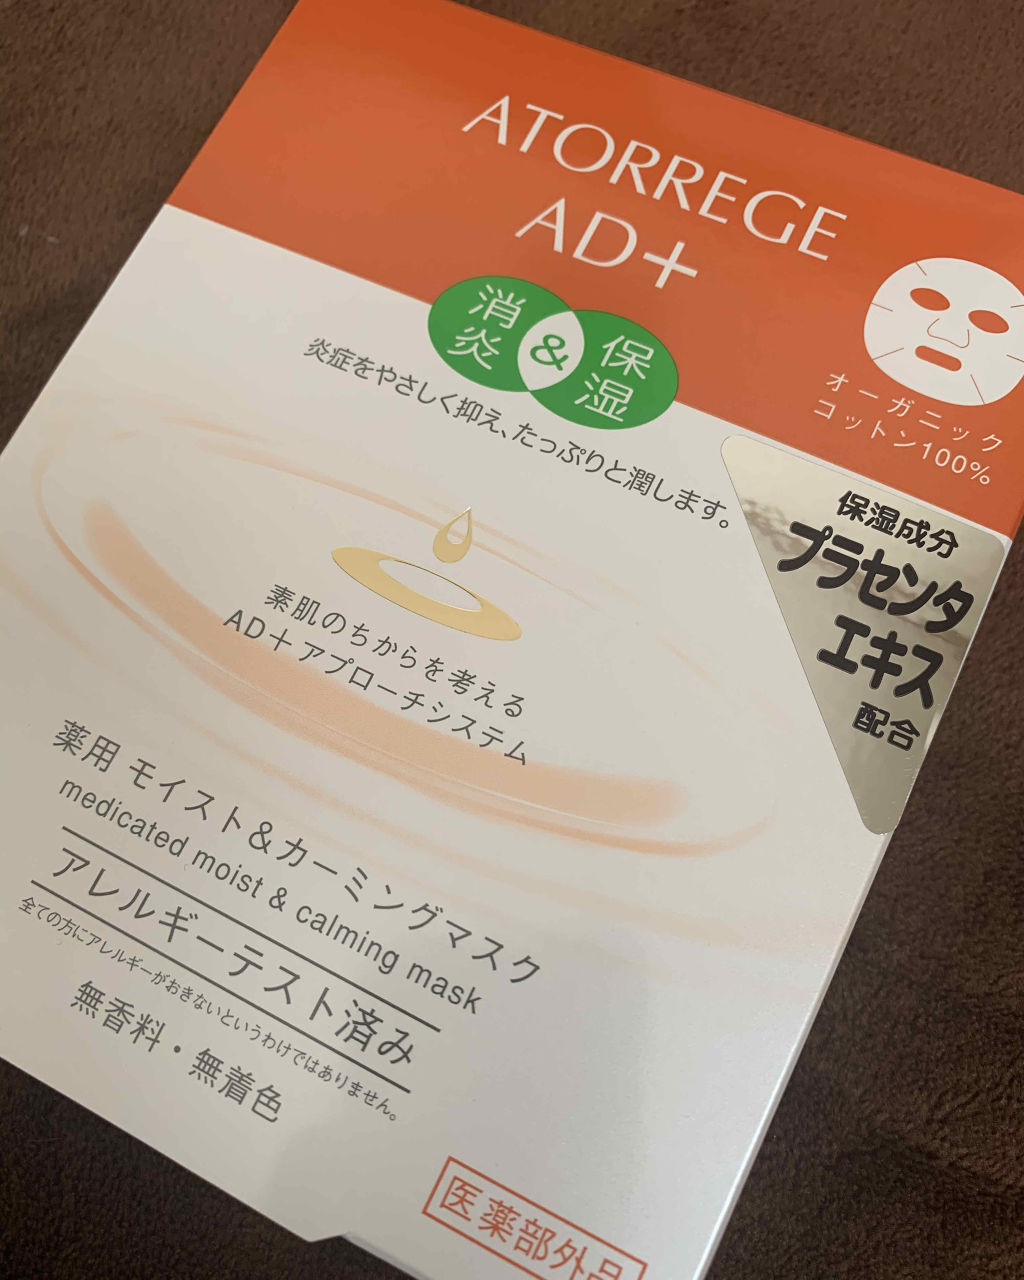 ATORREGE
AD+
消炎
&
保湿
オーガニック
コットン100%
炎症をやさしく抑え、たっぷりと潤します。
保湿成分
プラセンタ
エキス
配合
素肌のちからを考える
AD+アプローチシステム
薬用 モイスト&カーミングマスク
medicated moist & calming mask
アレルギーテスト済み
全ての方にアレルギーがおきないというわけではありません。
無香料・無着色
医薬部外品